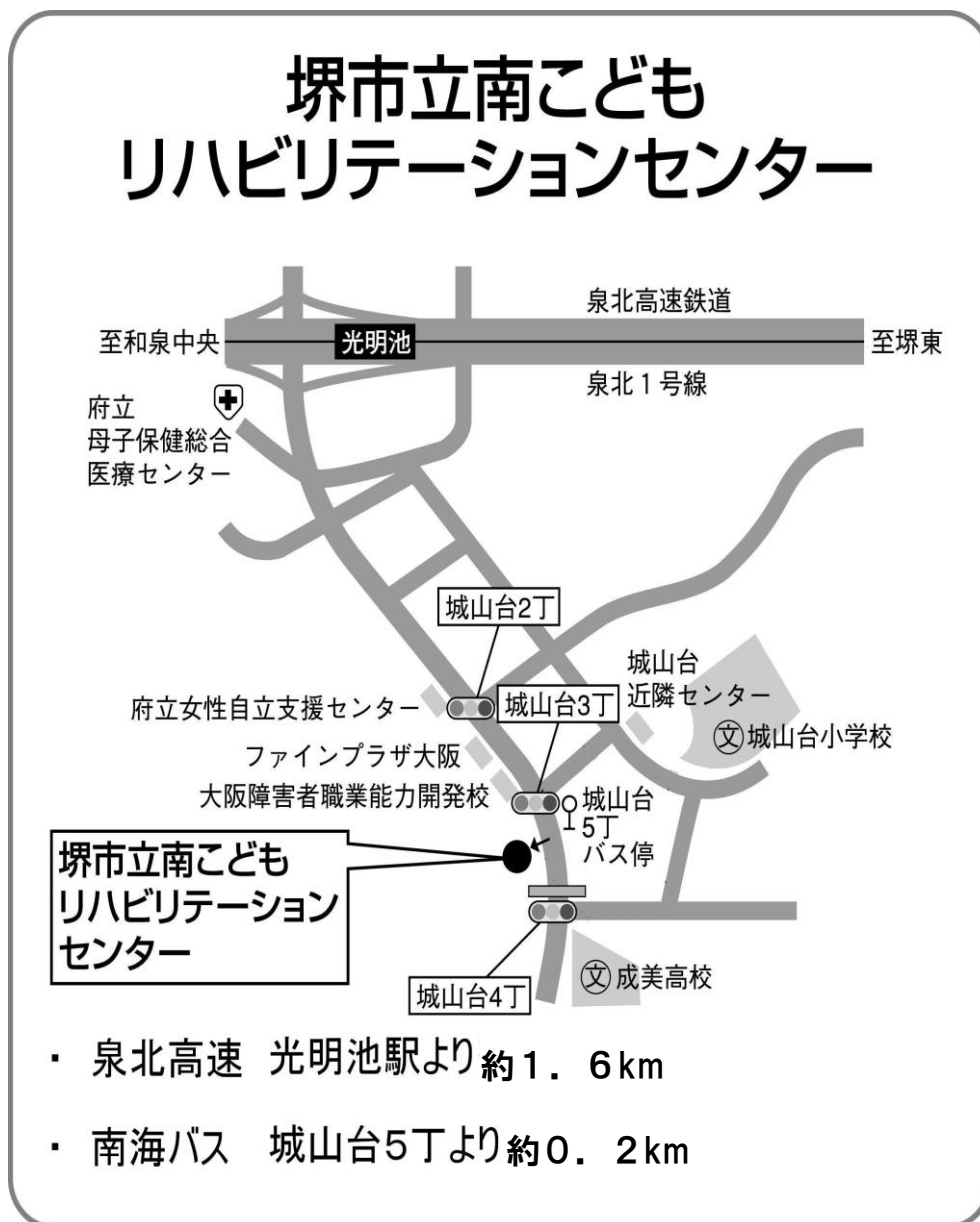 堺市立南こども
リハビリテーションセンター
泉北高速鉄道
至和泉中央
光明池
至堺東
泉北1号線
府立
母子保健総合
医療センター
城山台2丁
城山台
近隣センター
府立女性自立支援センター
城山台3丁
文城山台小学校
ファインプラザ大阪
大阪障害者職業能力開発校
城山台
5丁
バス停
堺市立南こども
リハビリテーション
センター
文成美高校
城山台4丁
・ 泉北高速 光明池駅より約1．6km
・ 南海バス 城山台5丁より約0．2km